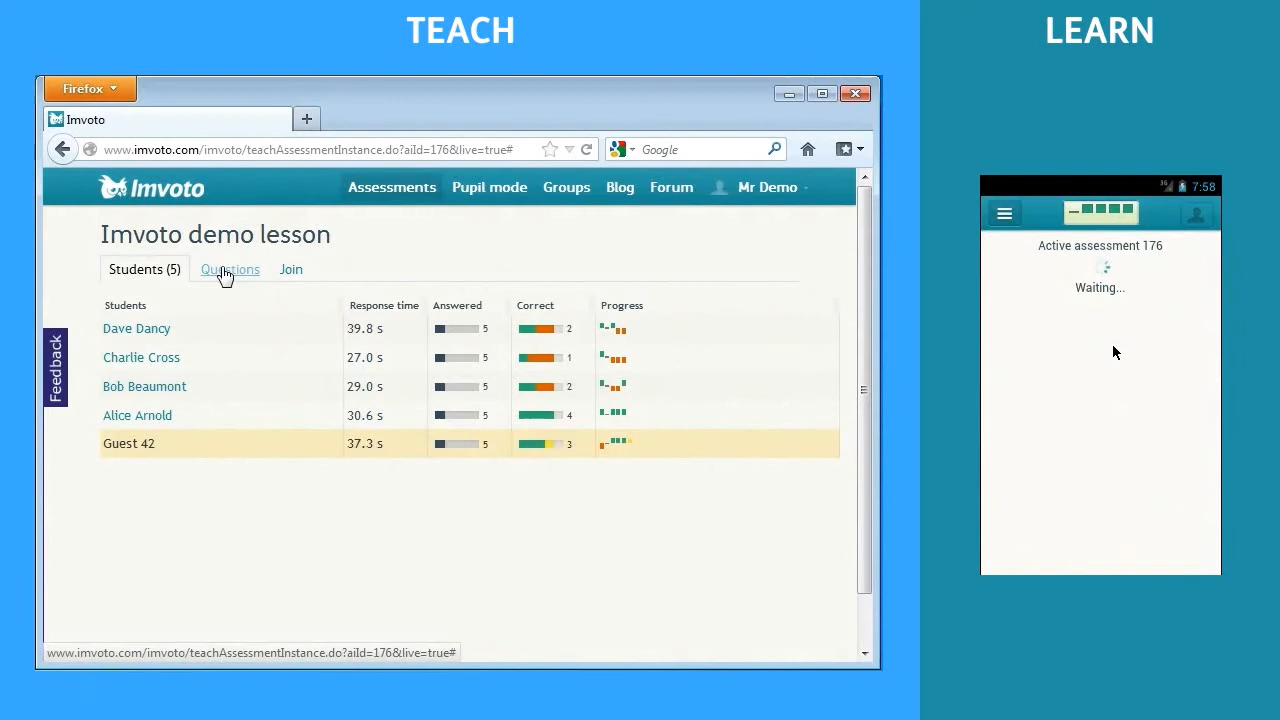 TEACH
LEARN
Firefox
Imvoto
www.imvoto.com/imvoto/teachAssessmentInstance.do?aiId=176&live=true#
Google
Imvoto
Assessments
Pupil mode
Groups
Blog
Forum
Mr Demo
Imvoto demo lesson
Students (5)
Questions
Join
Students
Response time
Answered
Correct
Progress
Dave Dancy
39.8 s
5
2
Charlie Cross
27.0 s
5
1
Bob Beaumont
29.0 s
5
2
Alice Arnold
30.6 s
5
4
Guest 42
37.3 s
5
3
Feedback
www.imvoto.com/imvoto/teachAssessmentInstance.do?aiId=176&live=true#
3G
7:58
Active assessment 176
Waiting...